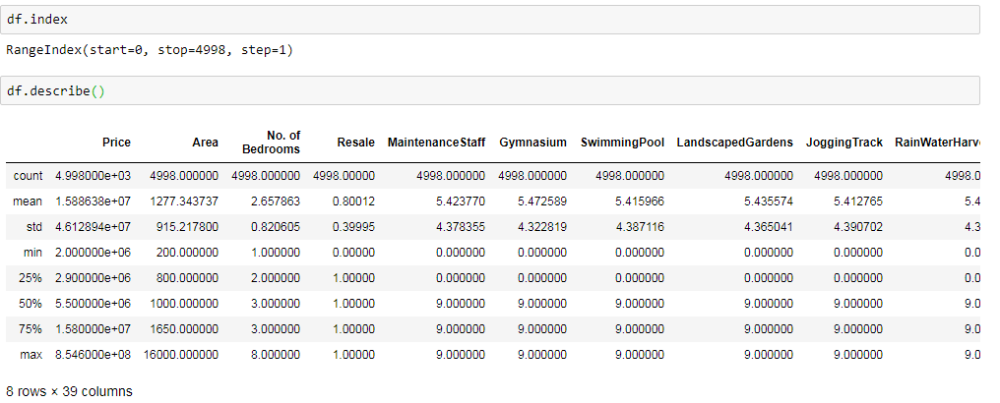 df.index
RangeIndex(start=0, stop=4998, step=1)
df.describe()
Price Area No. of Bedrooms Resale MaintenanceStaff Gymnasium SwimmingPool LandscapedGardens JoggingTrack RainWaterHarv
count 4.998000e+03 4998.000000 4998.000000 4998.00000 4998.000000 4998.000000 4998.000000 4998.000000 4998.000000 4998.0
mean 1.588638e+07 1277.343737 2.657863 0.80012 5.423770 5.472589 5.415966 5.435574 5.412765 5.4
std 4.612894e+07 915.217800 0.820605 0.39995 4.378355 4.322819 4.387116 4.365041 4.390702 4.3
min 2.000000e+06 200.000000 1.000000 0.00000 0.000000 0.000000 0.000000 0.000000 0.000000 0.0
25% 2.900000e+06 800.000000 2.000000 1.00000 0.000000 0.000000 0.000000 0.000000 0.000000 0.0
50% 5.500000e+06 1000.000000 3.000000 1.00000 9.000000 9.000000 9.000000 9.000000 9.000000 9.0
75% 1.580000e+07 1650.000000 3.000000 1.00000 9.000000 9.000000 9.000000 9.000000 9.000000 9.0
max 8.546000e+08 16000.000000 8.000000 1.00000 9.000000 9.000000 9.000000 9.000000 9.000000 9.0
8 rows × 39 columns